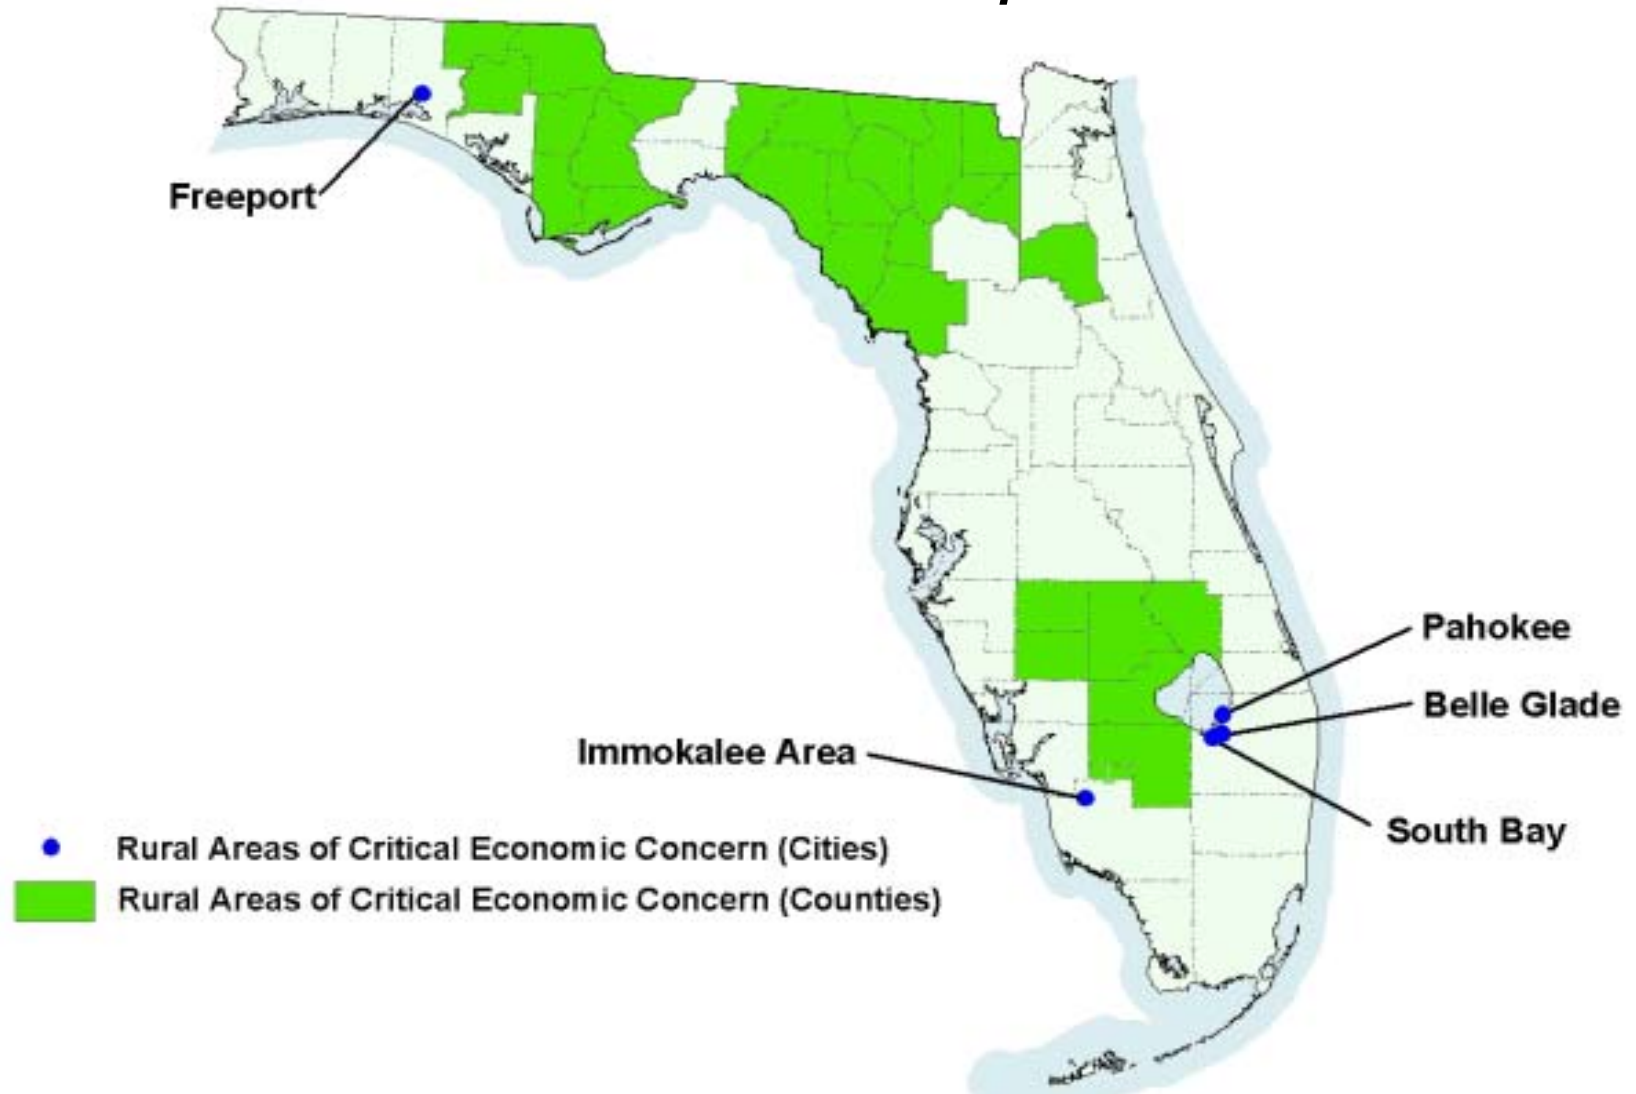 Freeport
Pahokee
Belle Glade
Immokalee Area
South Bay
Rural Areas of Critical Economic Concern (Cities)
Rural Areas of Critical Economic Concern (Counties)